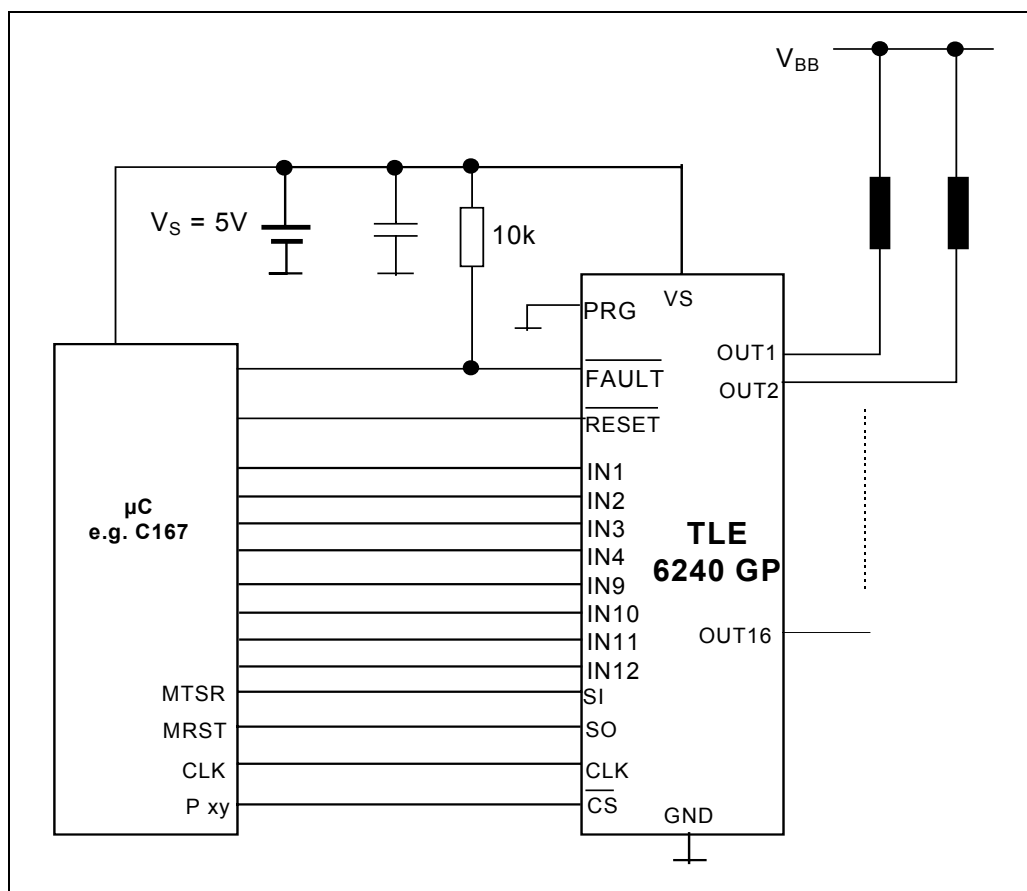 V_BB
V_S = 5V
10k
VS
PRG
OUT1
FAULT
OUT2
RESET
IN1
µC
e.g. C167
IN2
IN3
TLE
6240 GP
IN4
IN9
IN10
OUT16
IN11
IN12
MTSR
SI
MRST
SO
CLK
CLK
P xy
CS
GND